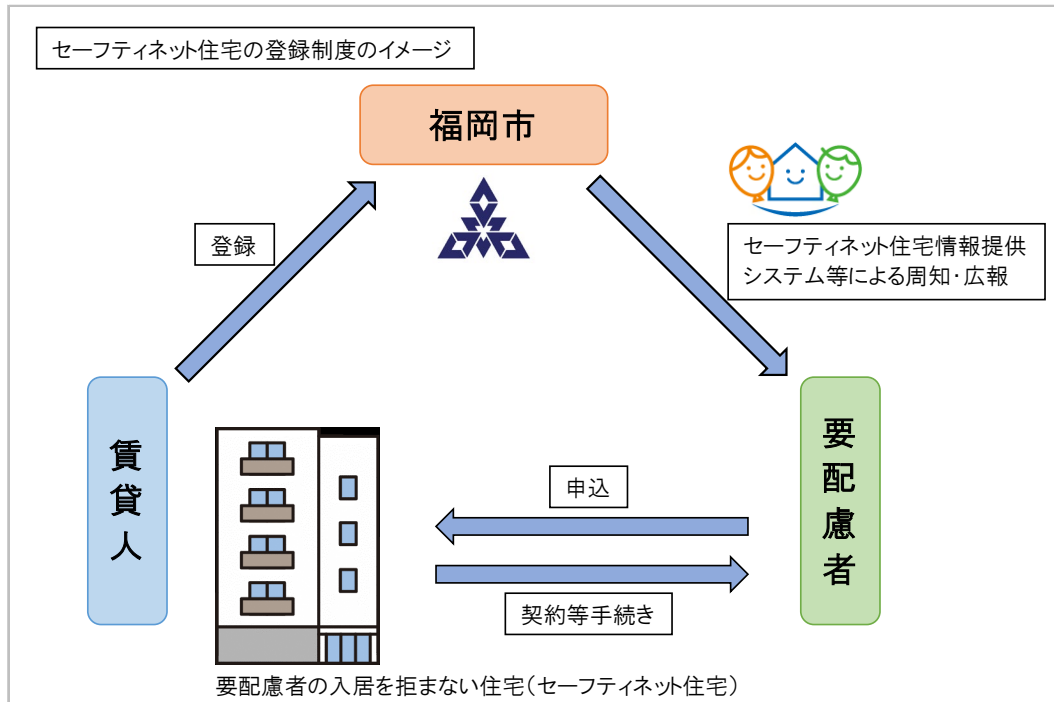 セーフティネット住宅の登録制度のイメージ
福岡市
登録
セーフティネット住宅情報提供
システム等による周知・広報
賃貸人
要配慮者
申込
契約等手続き
要配慮者の入居を拒まない住宅（セーフティネット住宅）